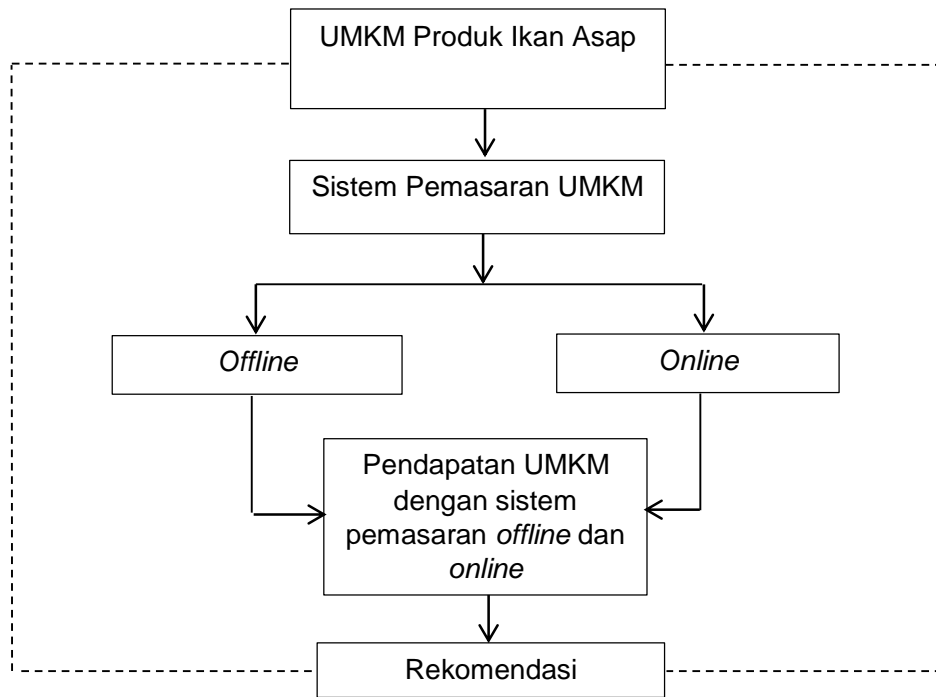 UMKM Produk Ikan Asap
Sistem Pemasaran UMKM
Offline
Online
Pendapatan UMKM
dengan sistem
pemasaran offline dan
online
Rekomendasi